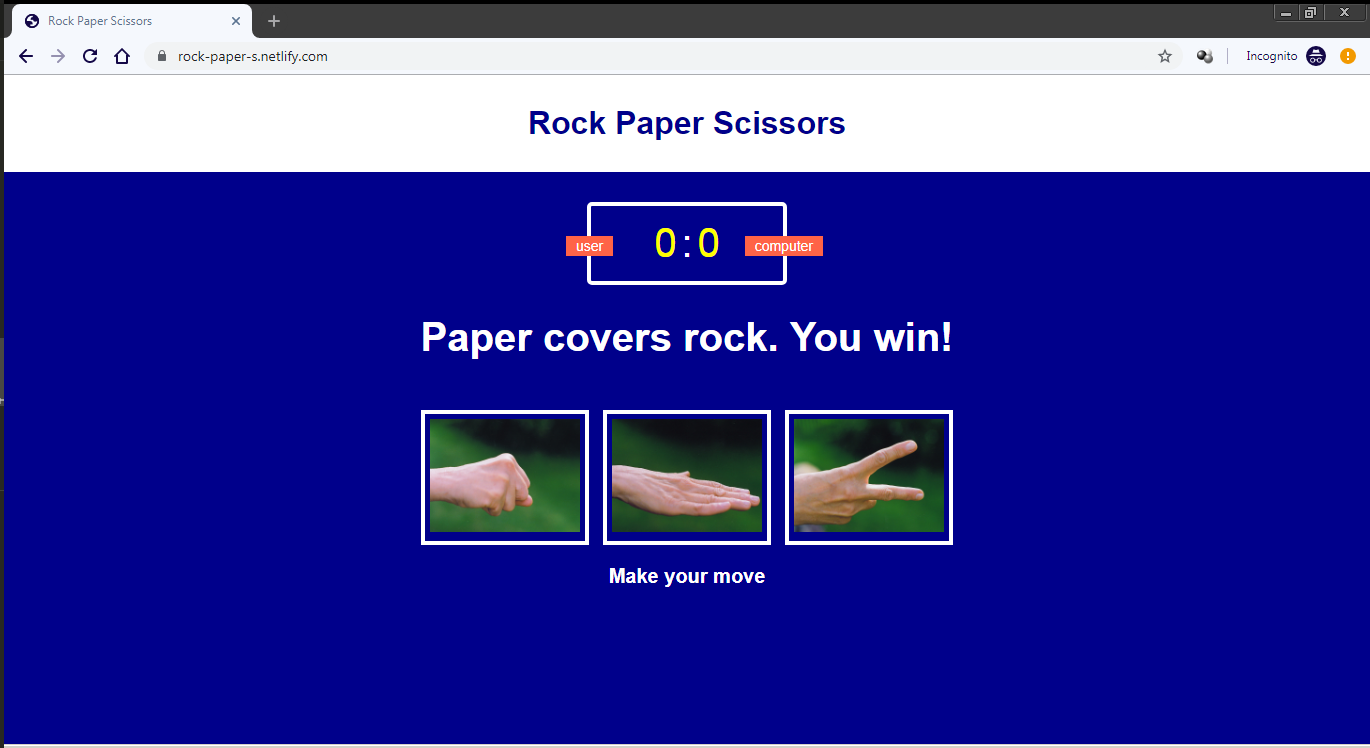 Rock Paper Scissors
rock-paper-s.netlify.com
Incognito
Rock Paper Scissors
user
0:0
computer
Paper covers rock. You win!
Make your move